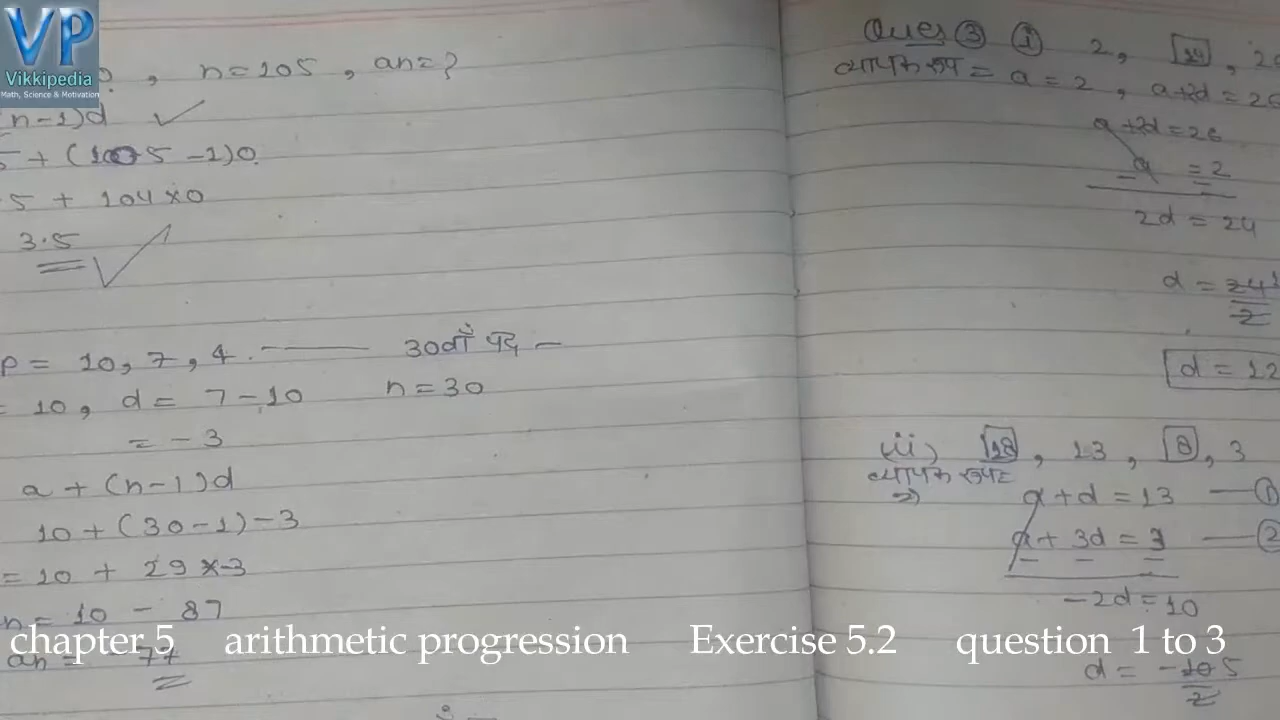 VP
Vikkipedia
Math, Science & Motivation
, n=105 , an=?
(n-1)d
5 + (105 -1)0
.5 + 104×0
3.5
P = 10, 7, 4. —— 30वाँ पद —
= 10, d = 7-10 n=30
= -3
a + (n-1)d
10 + (30-1)-3
= 10 + 29×-3
n = 10 - 87
an = -77
Ques ③ ① 2, 14,
व्यापक रूप = a = 2 , a+2d = 26
a+2d=26
- a = 2
2d = 24
d = 24
2
d = 12
(ii) 18, 13, 8, 3
व्यापक रूप
⇒ a+d = 13 — ①
a + 3d = 3 — ②
-2d = 10
d = -10 5
2
chapter 5 arithmetic progression Exercise 5.2 question 1 to 3